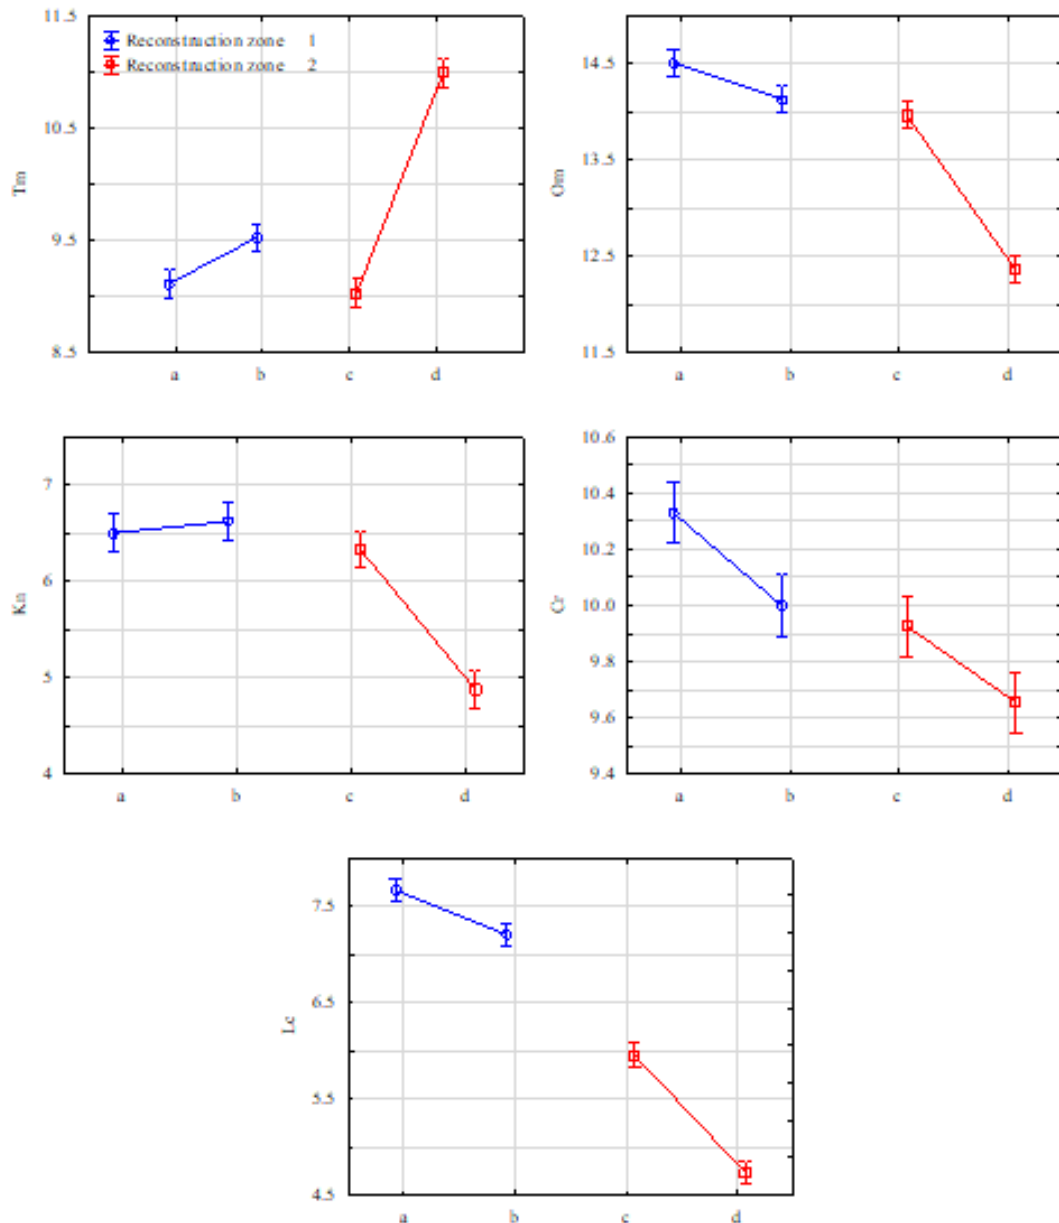 11.5
Reconstruction zone 1
Reconstruction zone 2
10.5
Tm
9.5
8.5
a b c d
14.5
13.5
Om
12.5
11.5
a b c d
7
6
Kn
5
4
a b c d
10.6
10.4
10.2
Cr
10.0
9.8
9.6
9.4
a b c d
7.5
6.5
Lc
5.5
4.5
a b c d